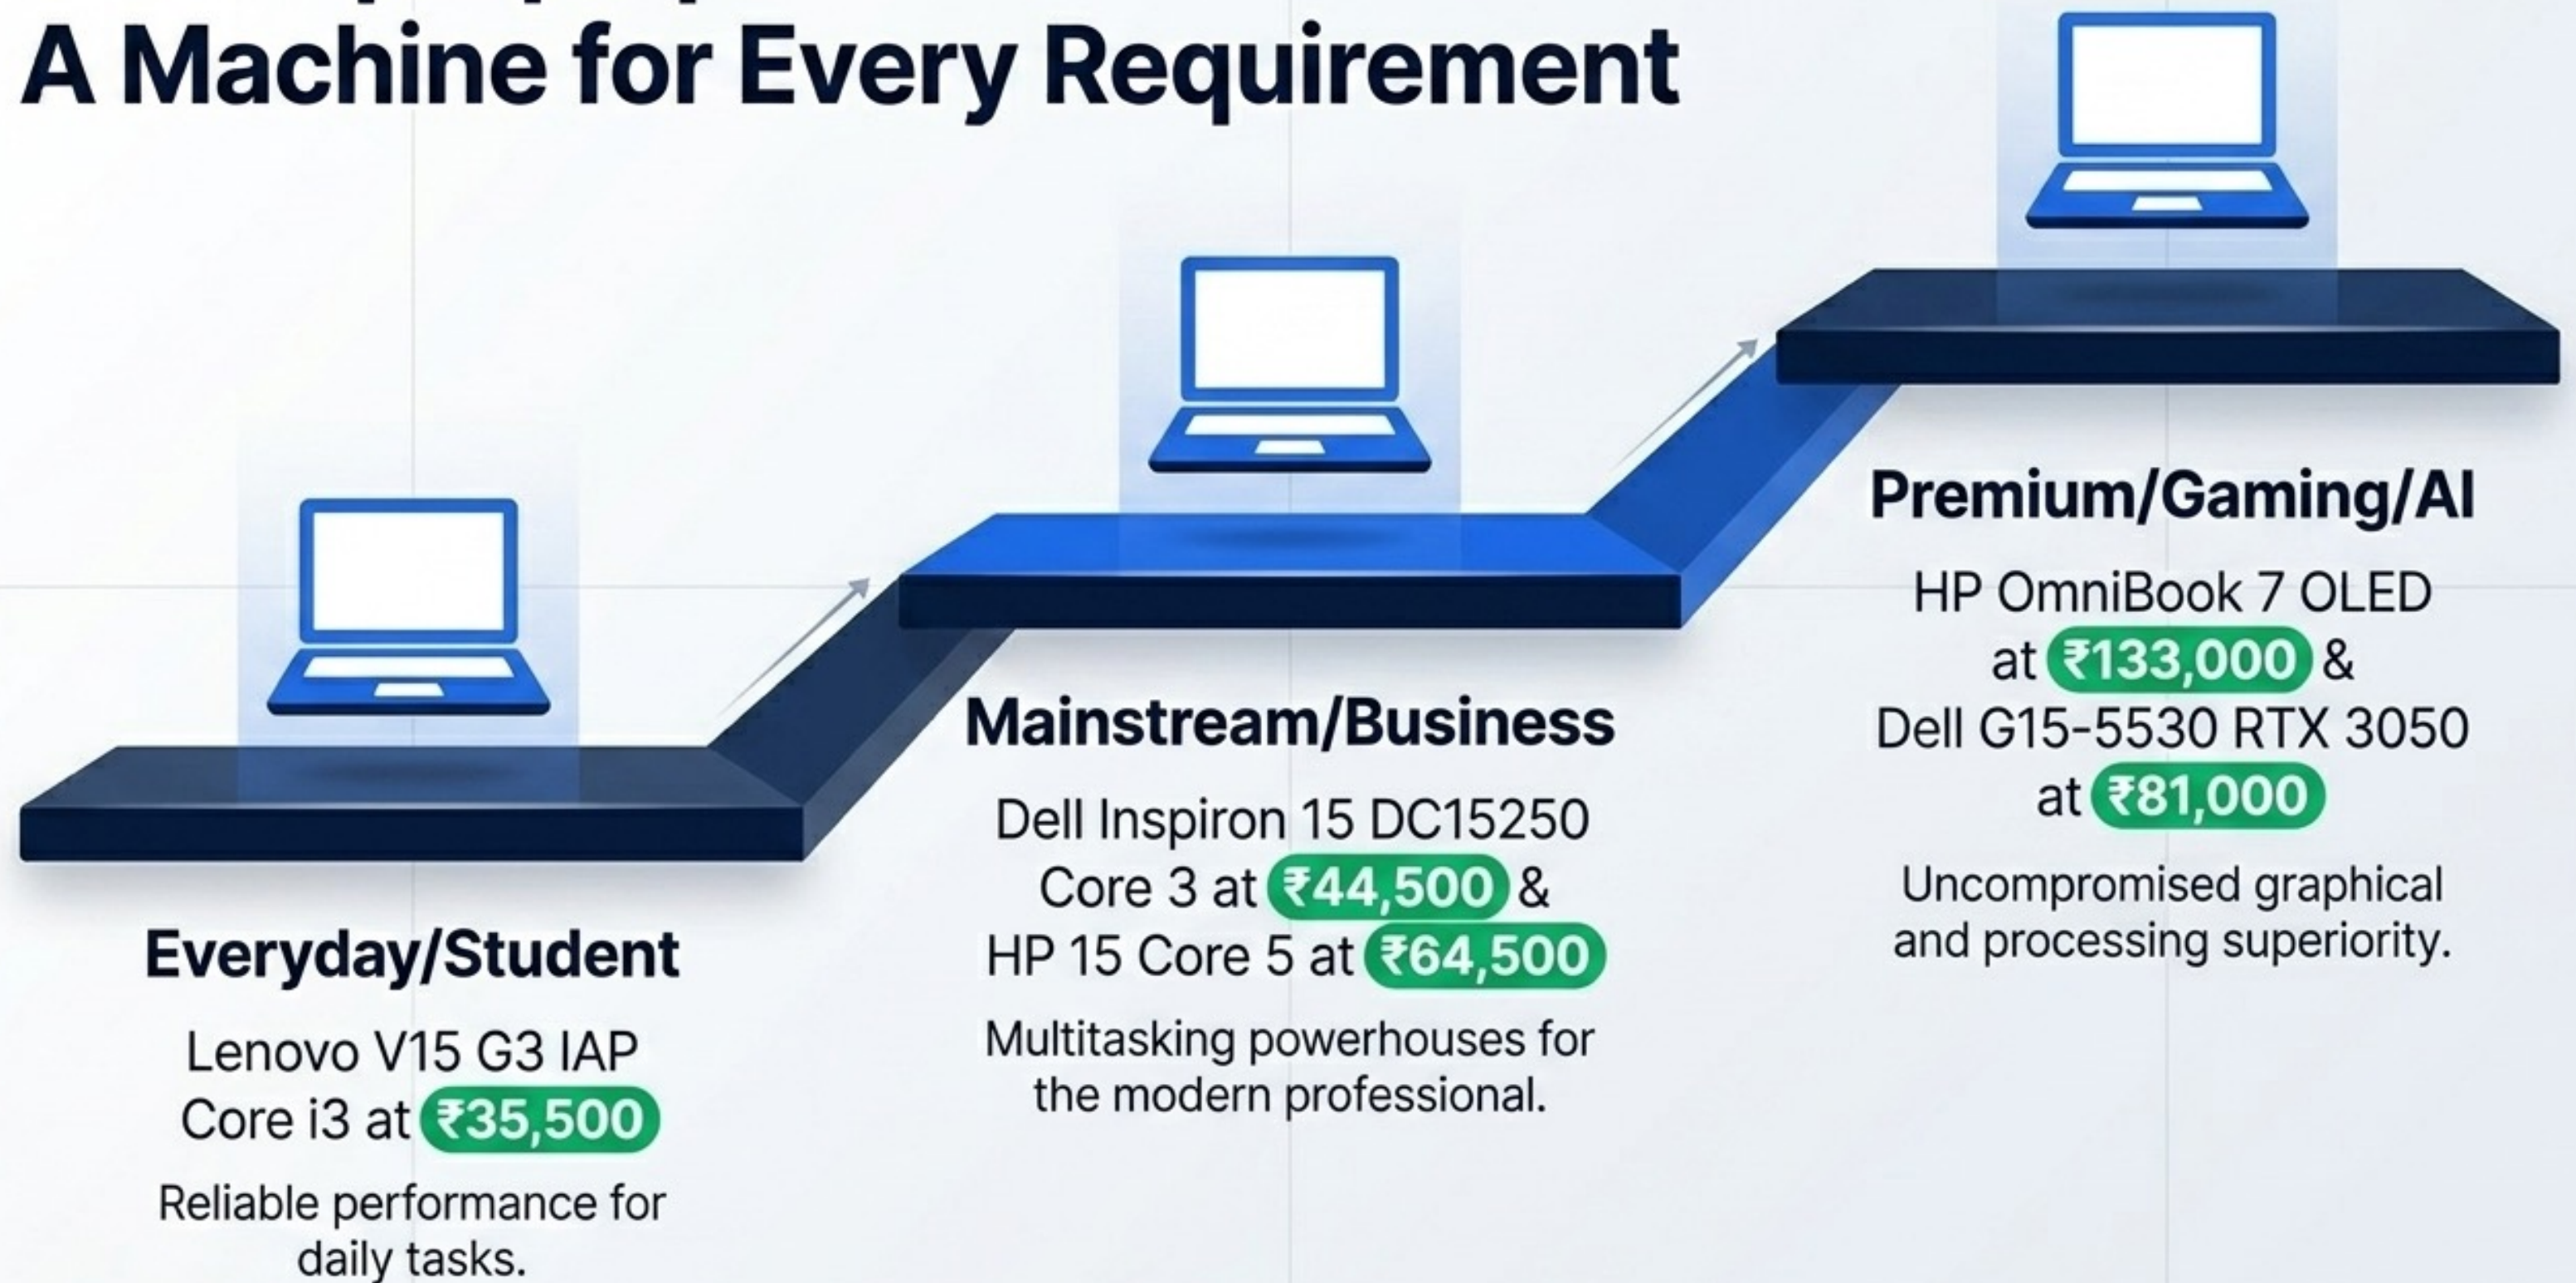 A Machine for Every Requirement
Everyday/Student
Lenovo V15 G3 IAP
Core i3 at ₹35,500
Reliable performance for
daily tasks.
Mainstream/Business
Dell Inspiron 15 DC15250
Core 3 at ₹44,500 &
HP 15 Core 5 at ₹64,500
Multitasking powerhouses for
the modern professional.
Premium/Gaming/AI
HP OmniBook 7 OLED
at ₹133,000 &
Dell G15-5530 RTX 3050
at ₹81,000
Uncompromised graphical
and processing superiority.